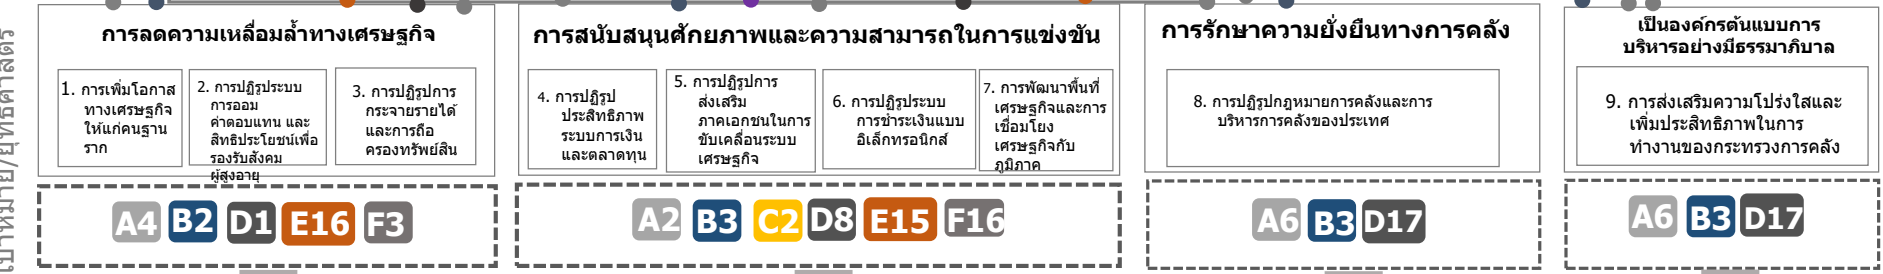 เป้าหมาย/ยุทธศาสตร์
การลดความเหลื่อมล้ำทางเศรษฐกิจ
1. การเพิ่มโอกาส
ทางเศรษฐกิจ
ให้แก่คนฐาน
ราก
2. การปฏิรูประบบ
การออม
ค่าตอบแทน และ
สิทธิประโยชน์เพื่อ
รองรับสังคม
ผู้สูงอายุ
3. การปฏิรูปการ
กระจายรายได้
และการถือ
ครองทรัพย์สิน
A4 B2 D1 E16 F3
การสนับสนุนศักยภาพและความสามารถในการแข่งขัน
4. การปฏิรูป
ประสิทธิภาพ
ระบบการเงิน
และตลาดทุน
5. การปฏิรูปการ
ส่งเสริม
ภาคเอกชนในการ
ขับเคลื่อนระบบ
เศรษฐกิจ
6. การปฏิรูประบบ
การชำระเงินแบบ
อิเล็กทรอนิกส์
7. การพัฒนาพื้นที่
เศรษฐกิจและการ
เชื่อมโยง
เศรษฐกิจกับ
ภูมิภาค
A2 B3 C2 D8 E15 F16
การรักษาความยั่งยืนทางการคลัง
8. การปฏิรูปกฎหมายการคลังและการ
บริหารการคลังของประเทศ
A6 B3 D17
เป็นองค์กรต้นแบบการ
บริหารอย่างมีธรรมาภิบาล
9. การส่งเสริมความโปร่งใสและ
เพิ่มประสิทธิภาพในการ
ทำงานของกระทรวงการคลัง
A6 B3 D17